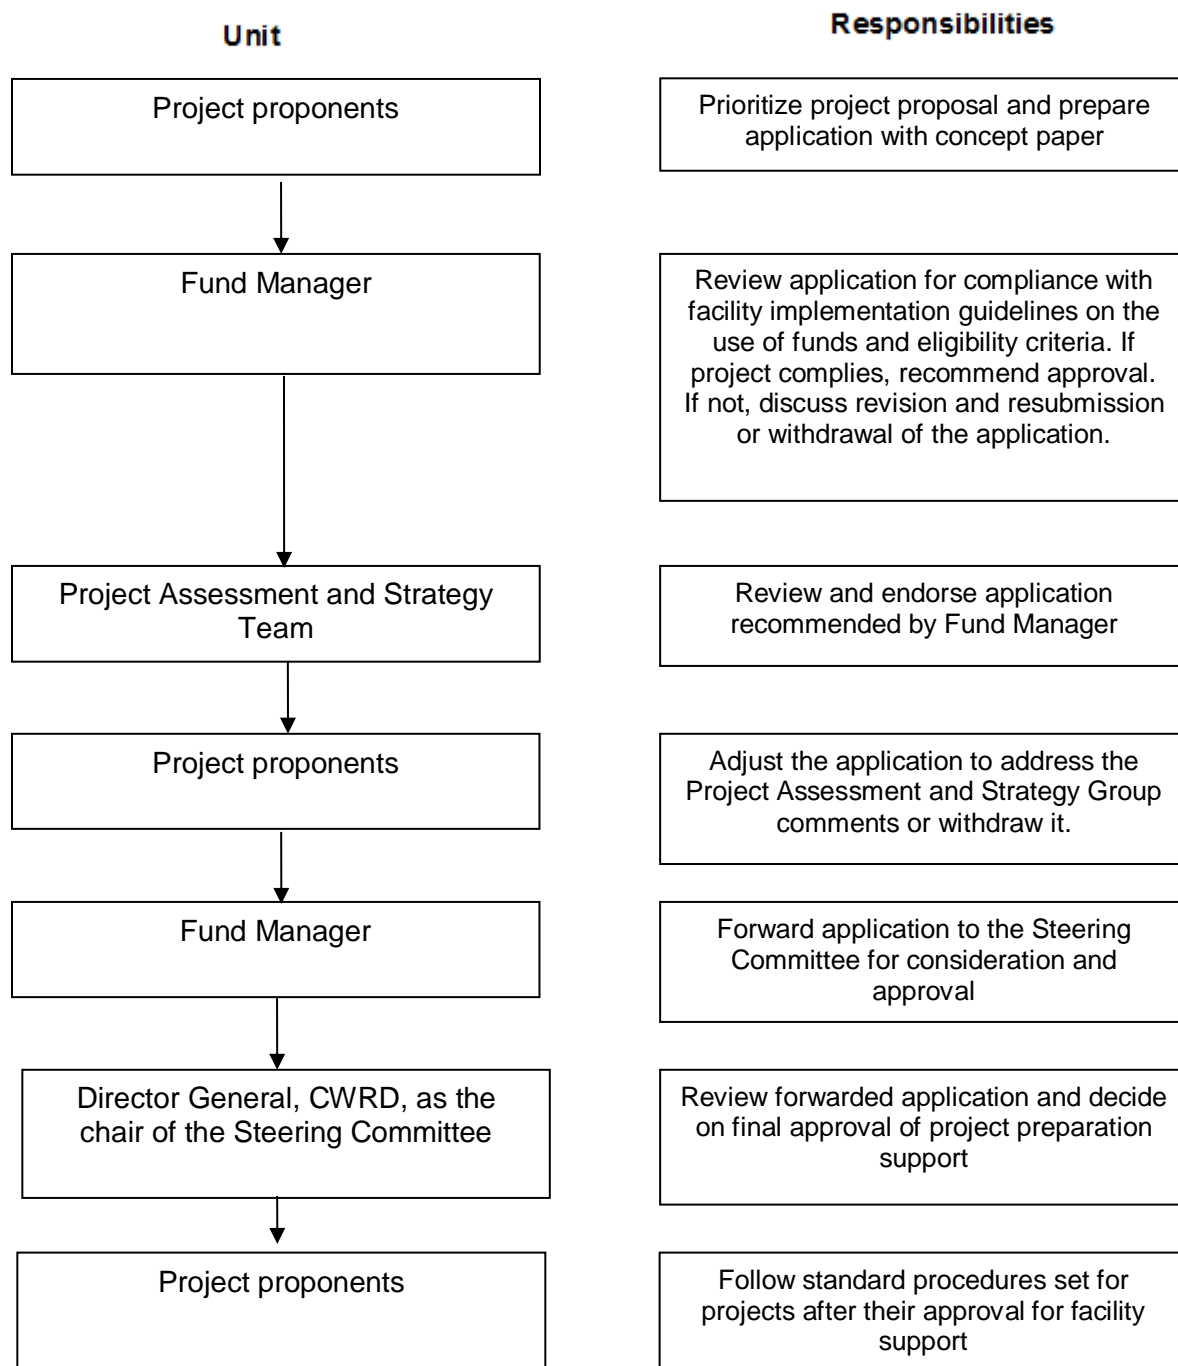 Unit
Responsibilities
Project proponents
Prioritize project proposal and prepare
application with concept paper
Fund Manager
Review application for compliance with
facility implementation guidelines on the
use of funds and eligibility criteria. If
project complies, recommend approval.
If not, discuss revision and resubmission
or withdrawal of the application.
Project Assessment and Strategy
Team
Review and endorse application
recommended by Fund Manager
Project proponents
Adjust the application to address the
Project Assessment and Strategy Group
comments or withdraw it.
Fund Manager
Forward application to the Steering
Committee for consideration and
approval
Director General, CWRD, as the
chair of the Steering Committee
Review forwarded application and decide
on final approval of project preparation
support
Project proponents
Follow standard procedures set for
projects after their approval for facility
support